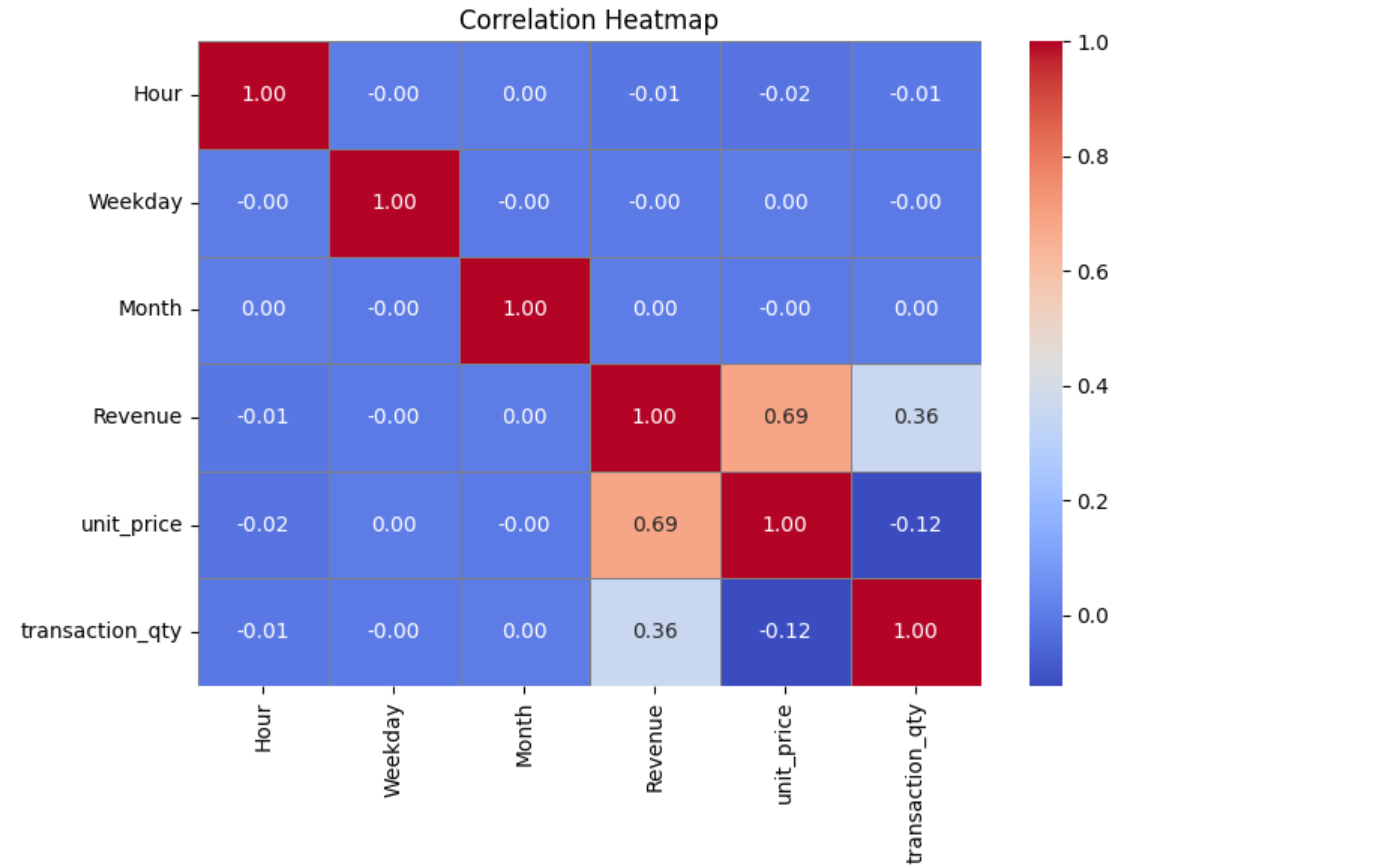 Correlation Heatmap
Hour 1.00 -0.00 0.00 -0.01 -0.02 -0.01
Weekday -0.00 1.00 -0.00 -0.00 0.00 -0.00
Month 0.00 -0.00 1.00 0.00 -0.00 0.00
Revenue -0.01 -0.00 0.00 1.00 0.69 0.36
unit_price -0.02 0.00 -0.00 0.69 1.00 -0.12
transaction_qty -0.01 -0.00 0.00 0.36 -0.12 1.00
Hour Weekday Month Revenue unit_price transaction_qty
1.0
0.8
0.6
0.4
0.2
0.0